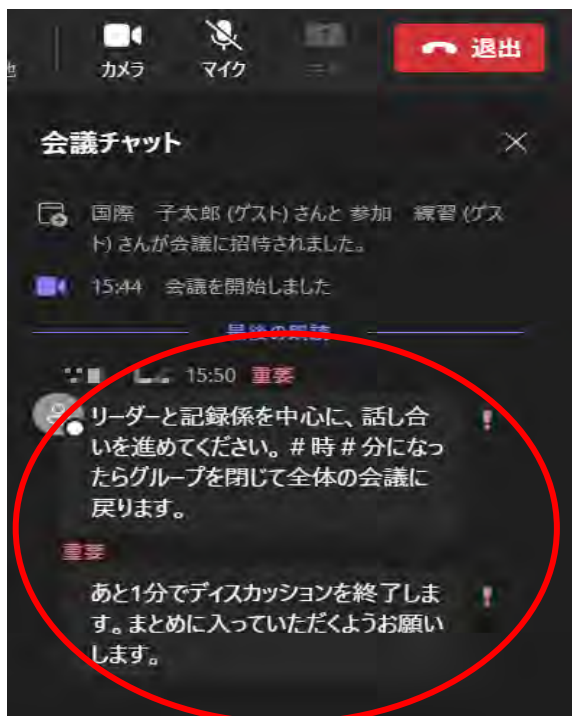 カメラ
マイク
退出
会議チャット
国際 子太郎 (ゲスト) さんと 参加 練習 (ゲス
ト) さんが会議に招待されました。
15:44 会議を開始しました
最後の既読
15:50 重要
リーダーと記録係を中心に、話し合
いを進めてください。#時#分になっ
たらグループを閉じて全体の会議に
戻ります。
重要
あと1分でディスカッションを終了しま
す。まとめに入っていただくようお願い
します。